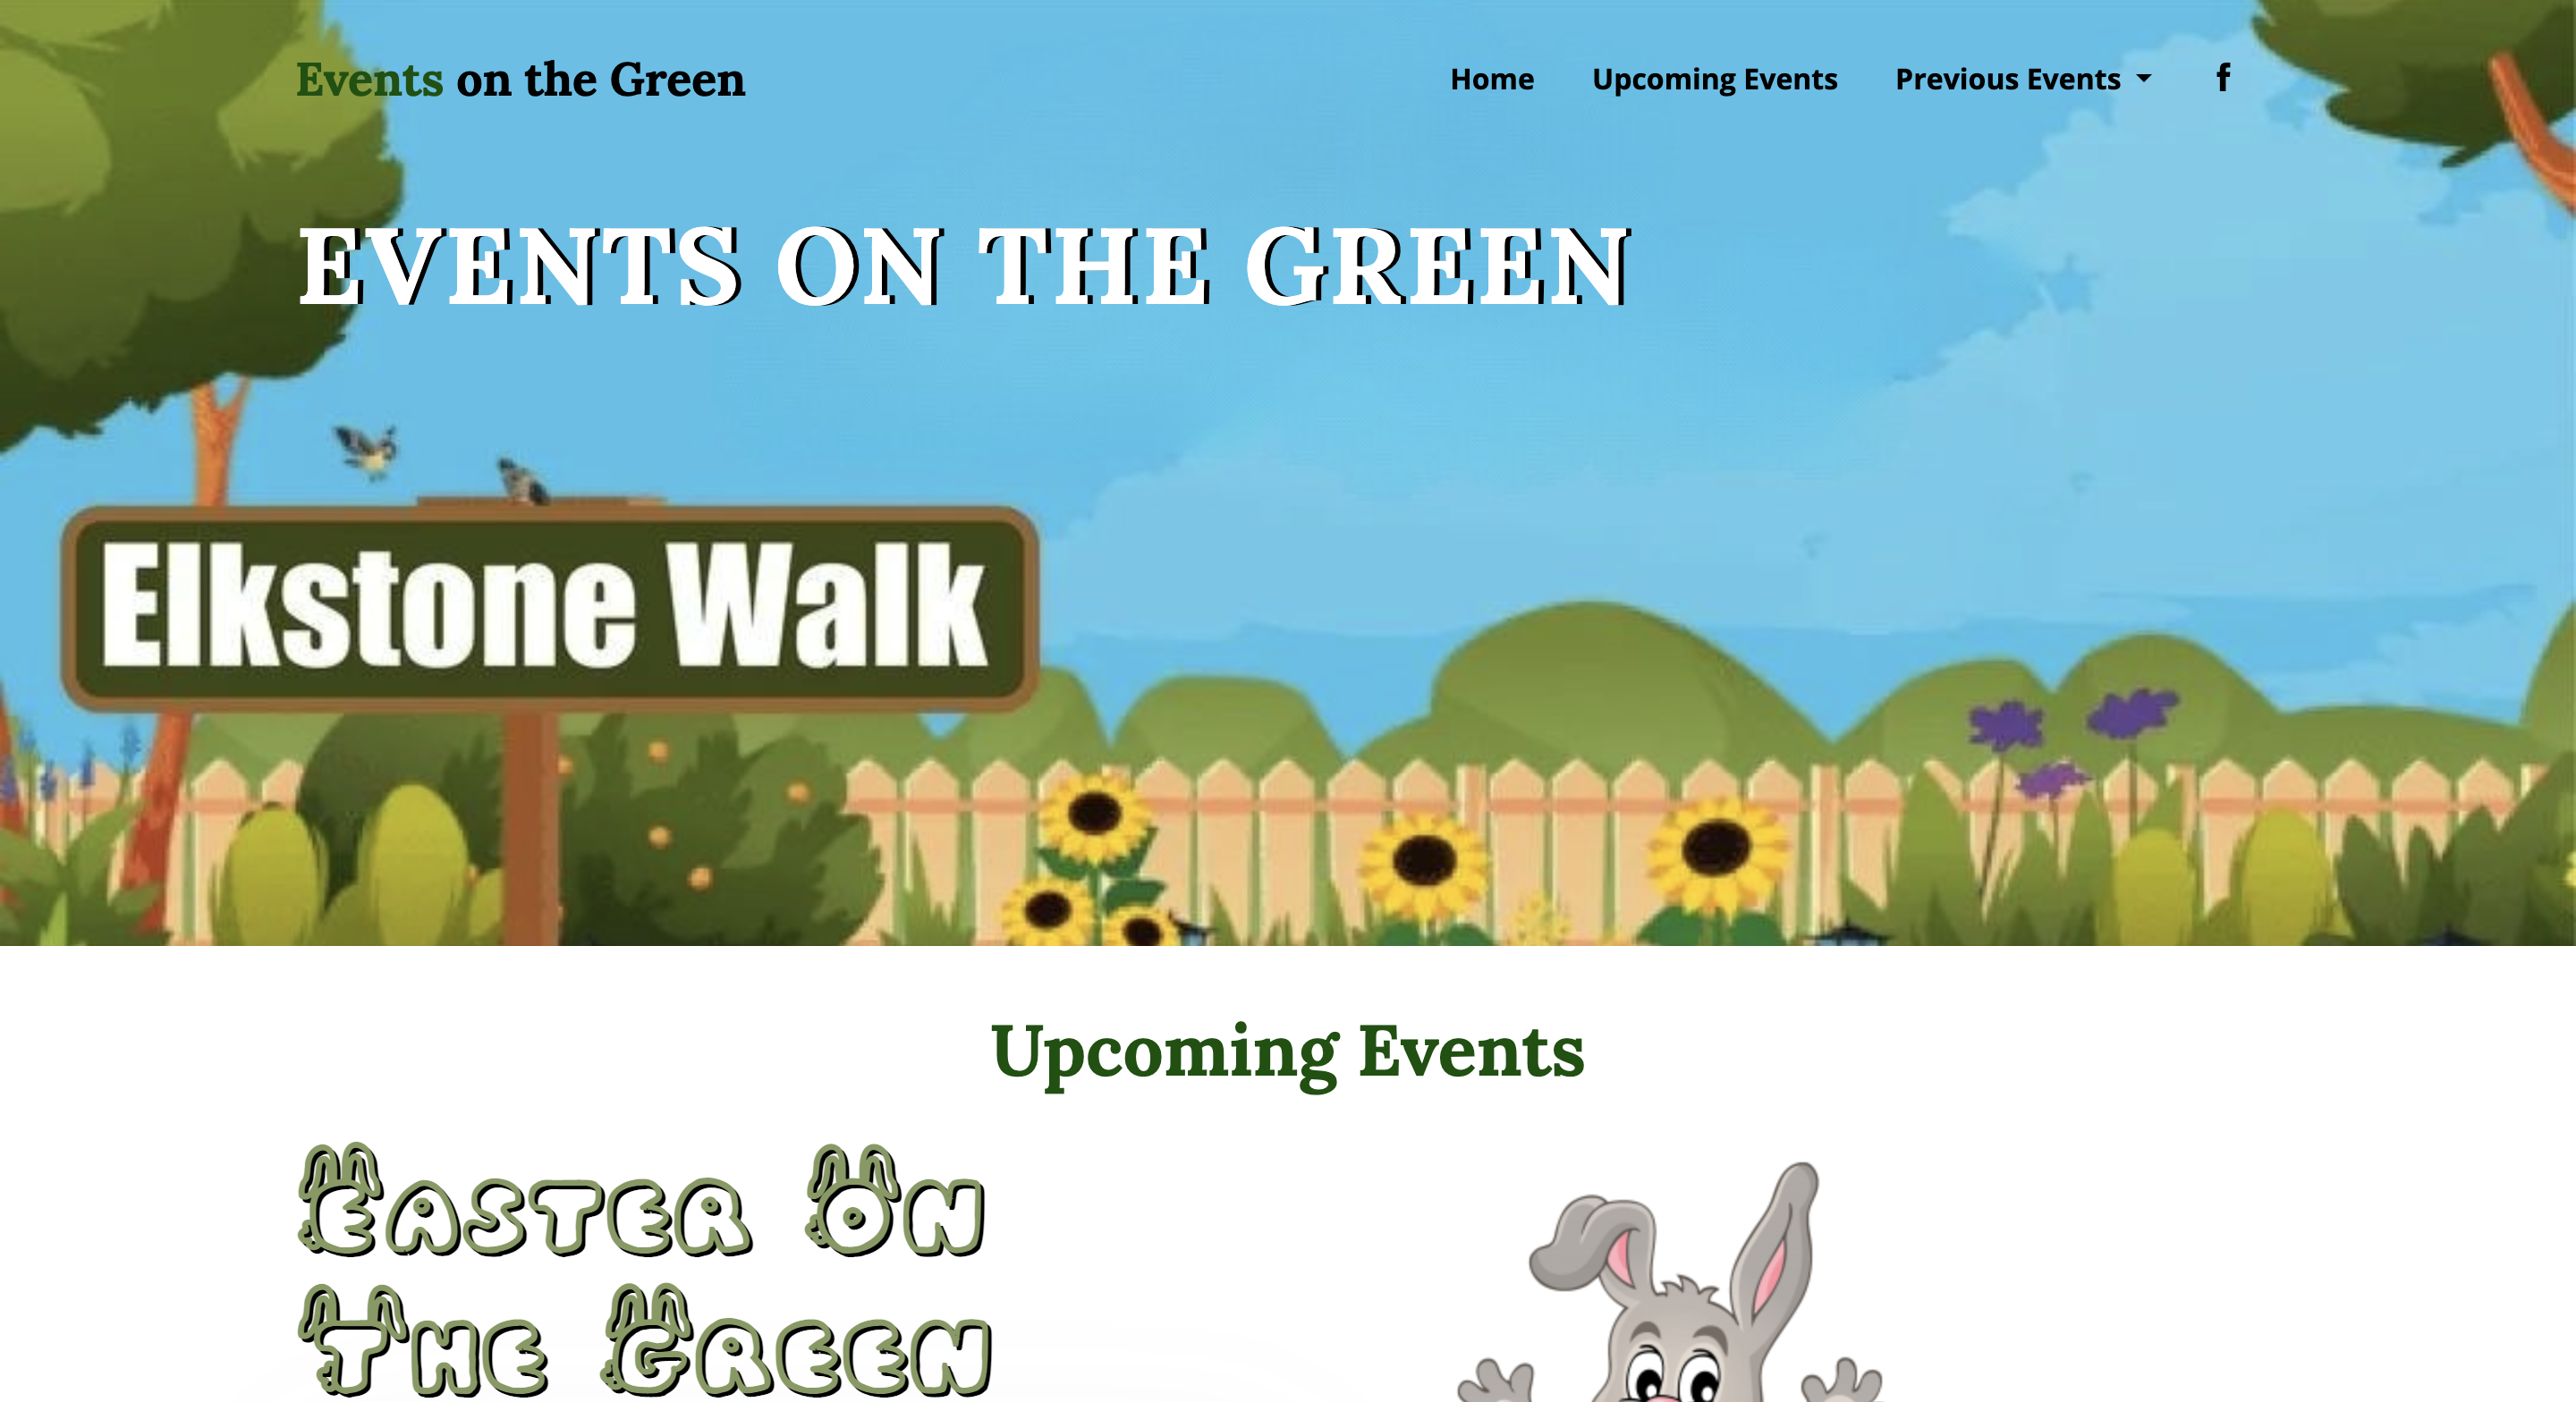 Events on the Green
Home
Upcoming Events
Previous Events
f
EVENTS ON THE GREEN
Elkstone Walk
Upcoming Events
Easter On
The Green